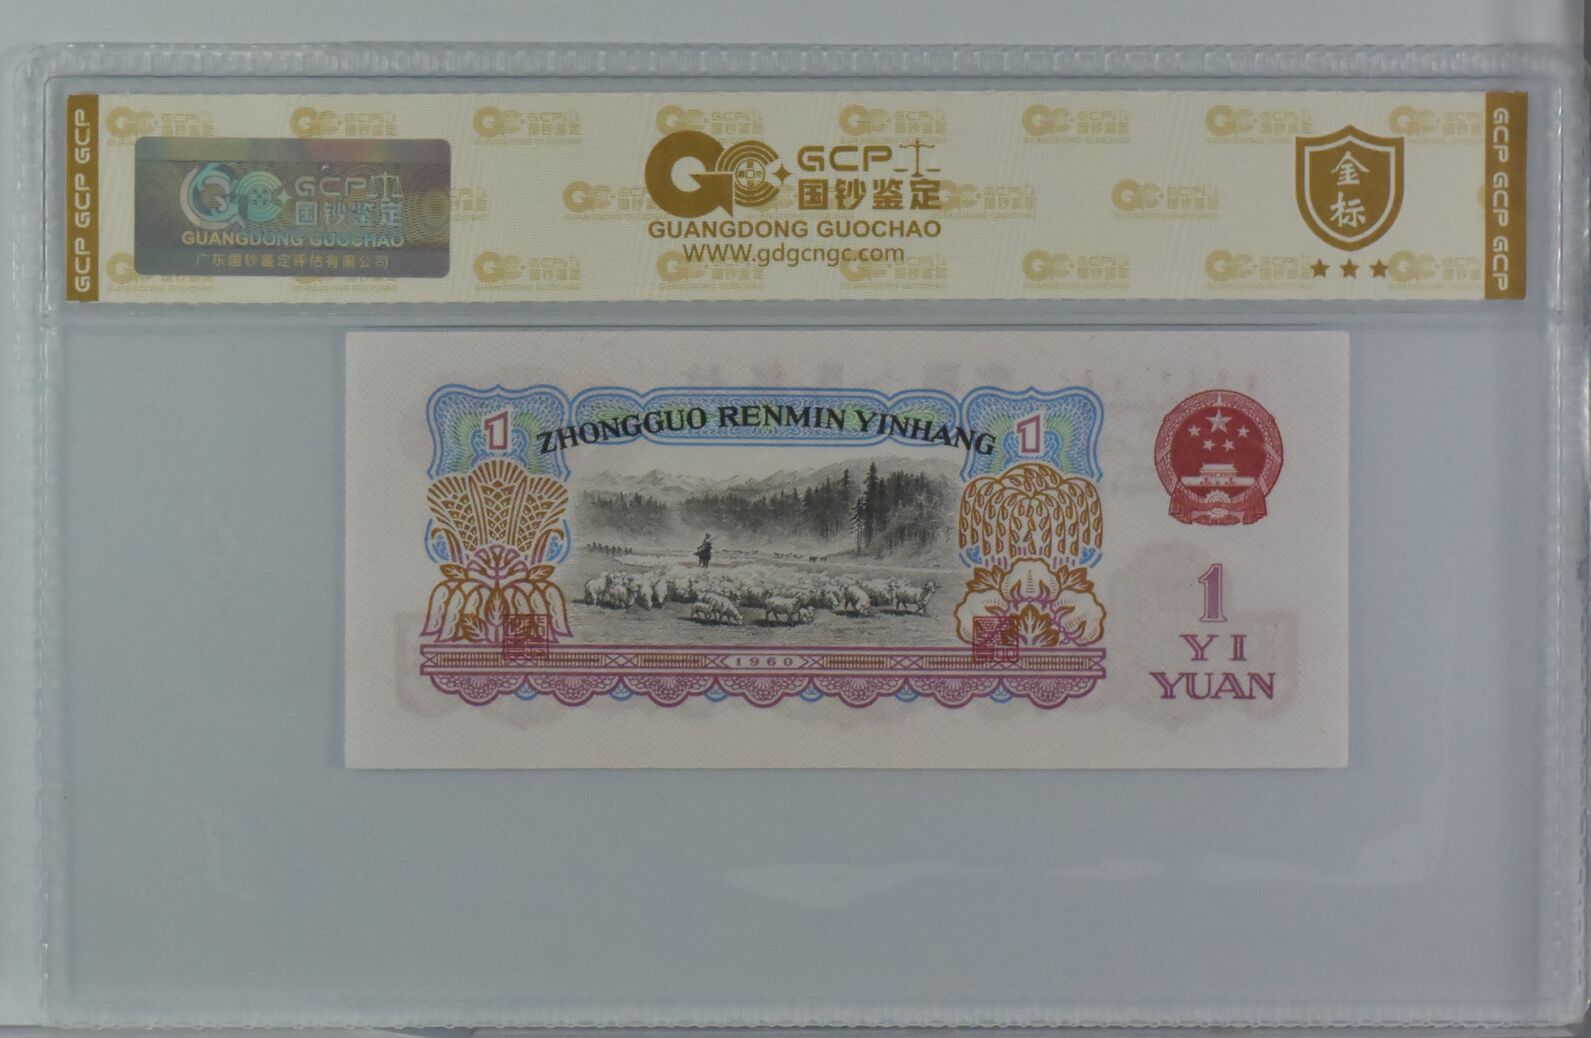 GCP GCP GCP
GCP
国钞鉴定
GUANGDONG GUOCHAO
广东国钞鉴定评估有限公司
GCP
国钞鉴定
GUANGDONG GUOCHAO
WWW.gdgcngc.com
金
标
GCP GCP GCP
ZHONGGUO RENMIN YINHANG
1
1
1960
1
YI
YUAN